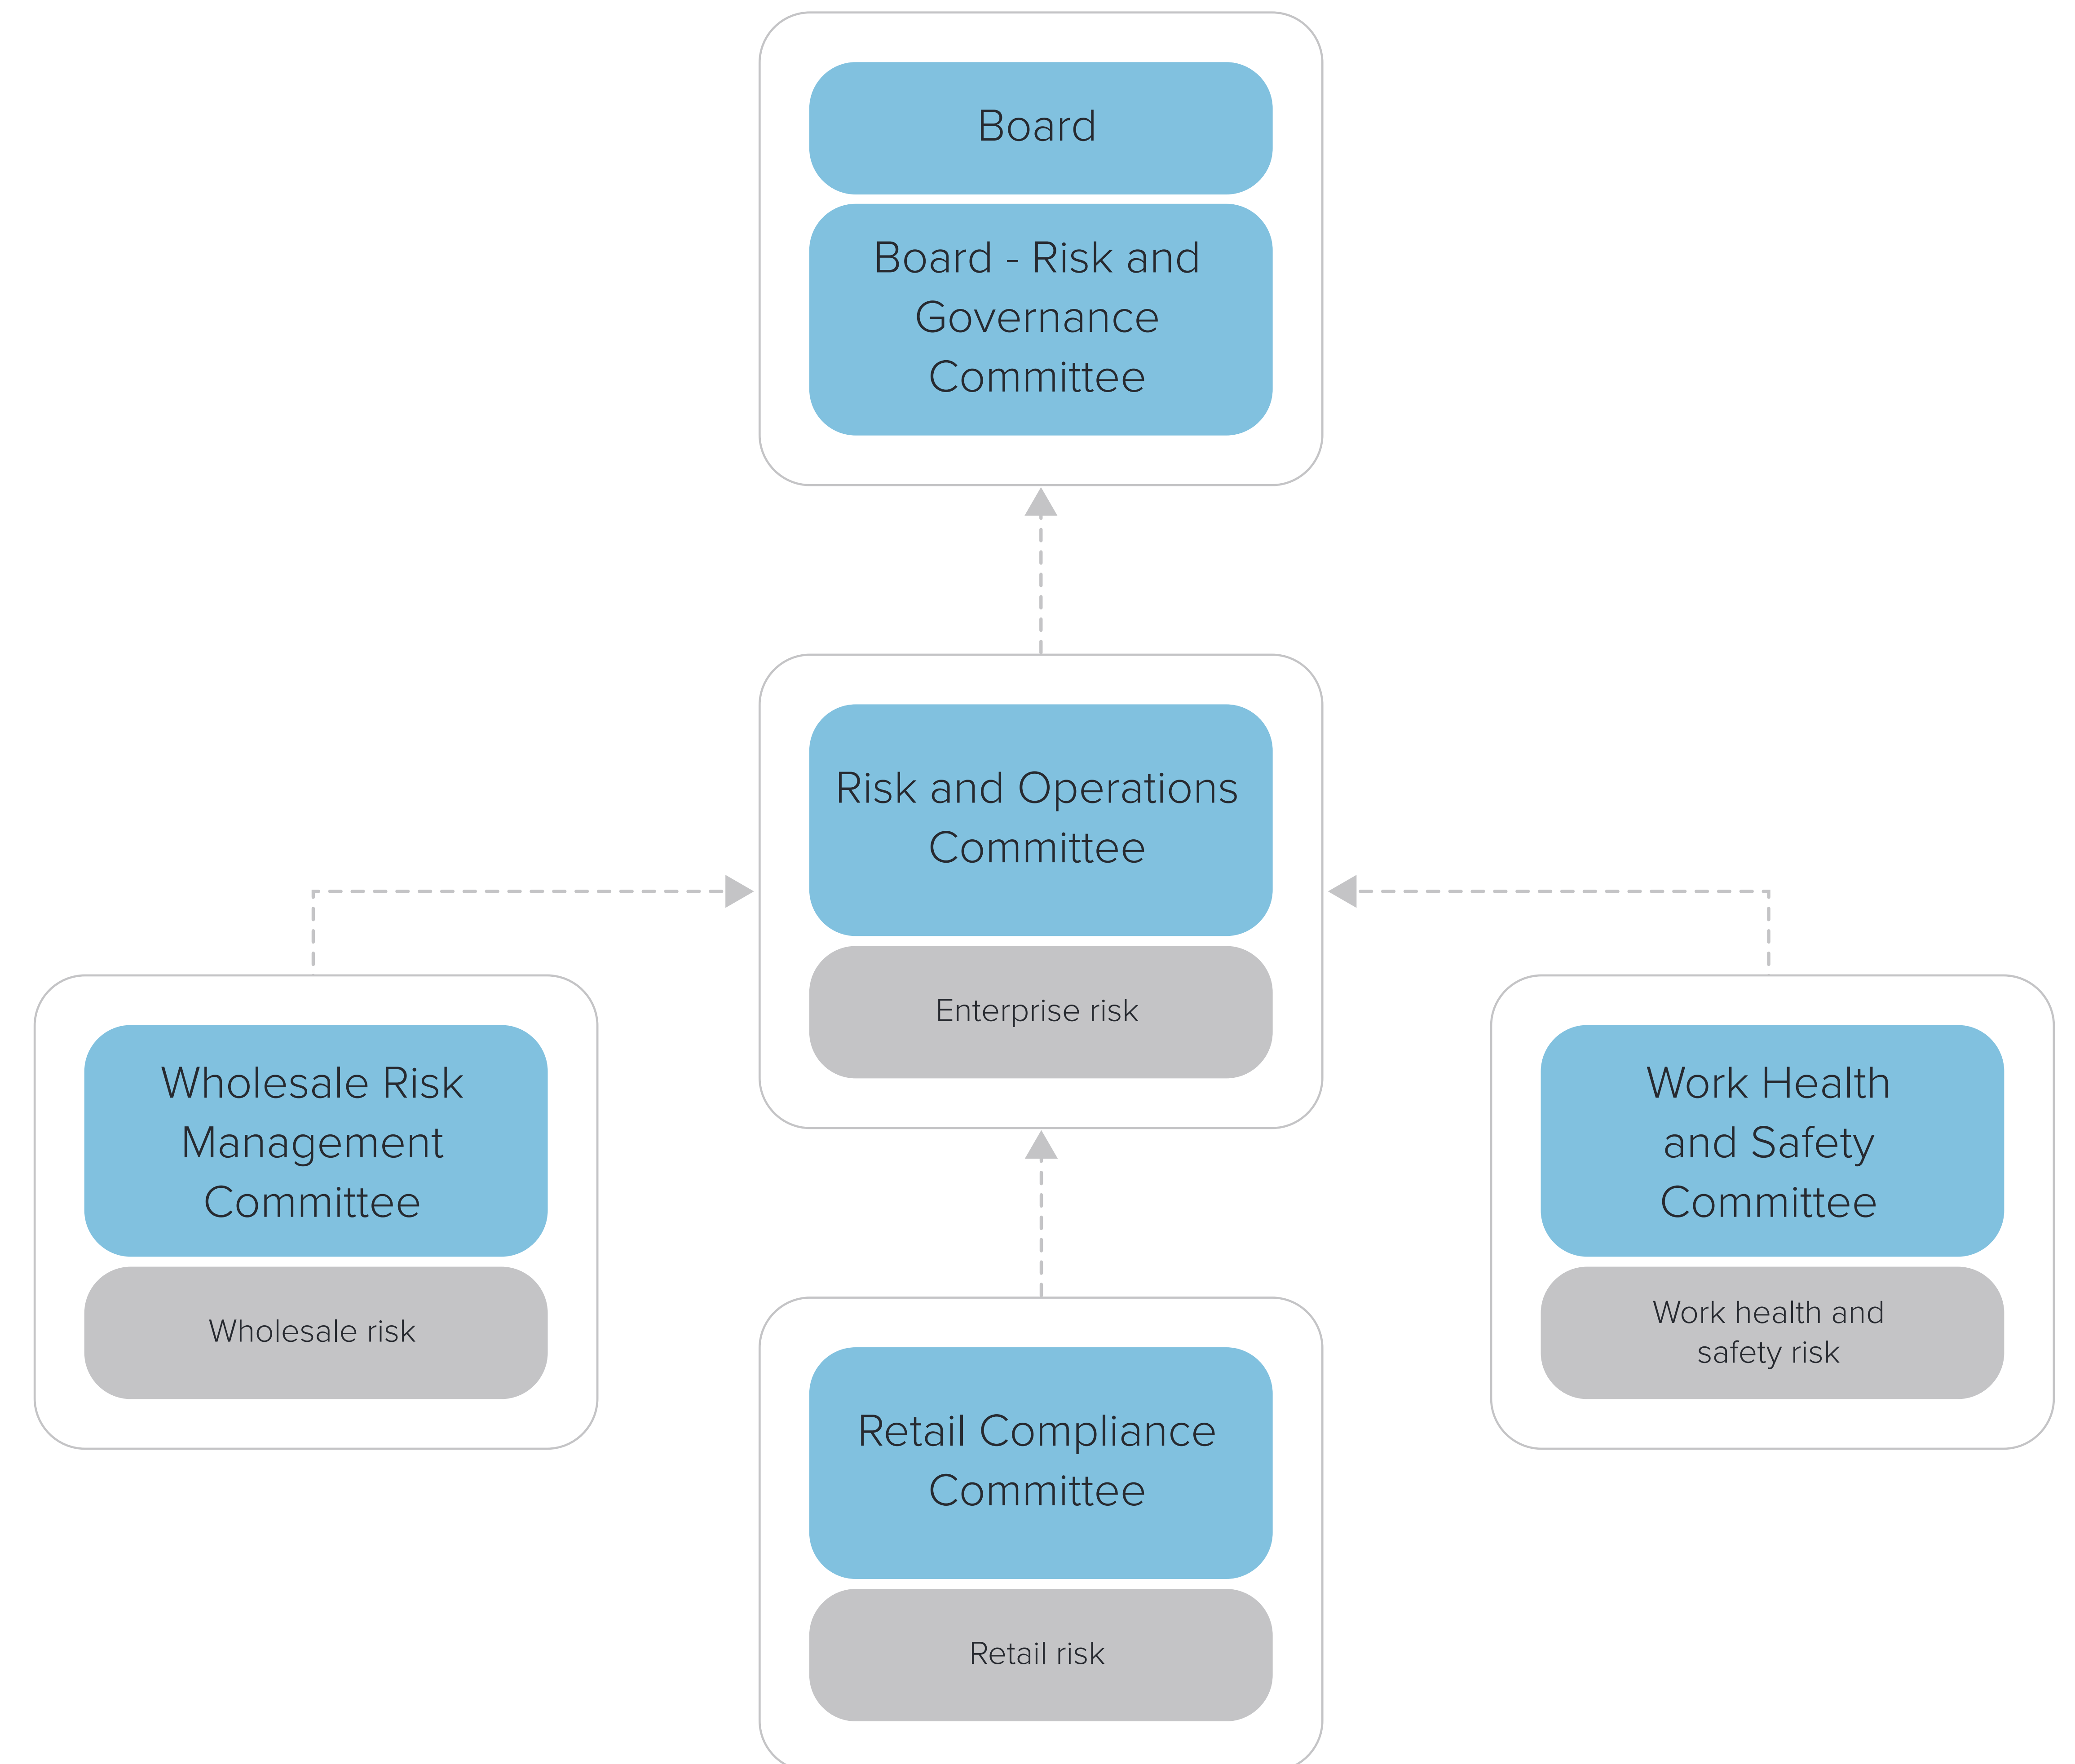 Board
Board - Risk and
Governance
Committee
Risk and Operations
Committee
Enterprise risk
Wholesale Risk
Management
Committee
Wholesale risk
Work Health
and Safety
Committee
Work health and
safety risk
Retail Compliance
Committee
Retail risk